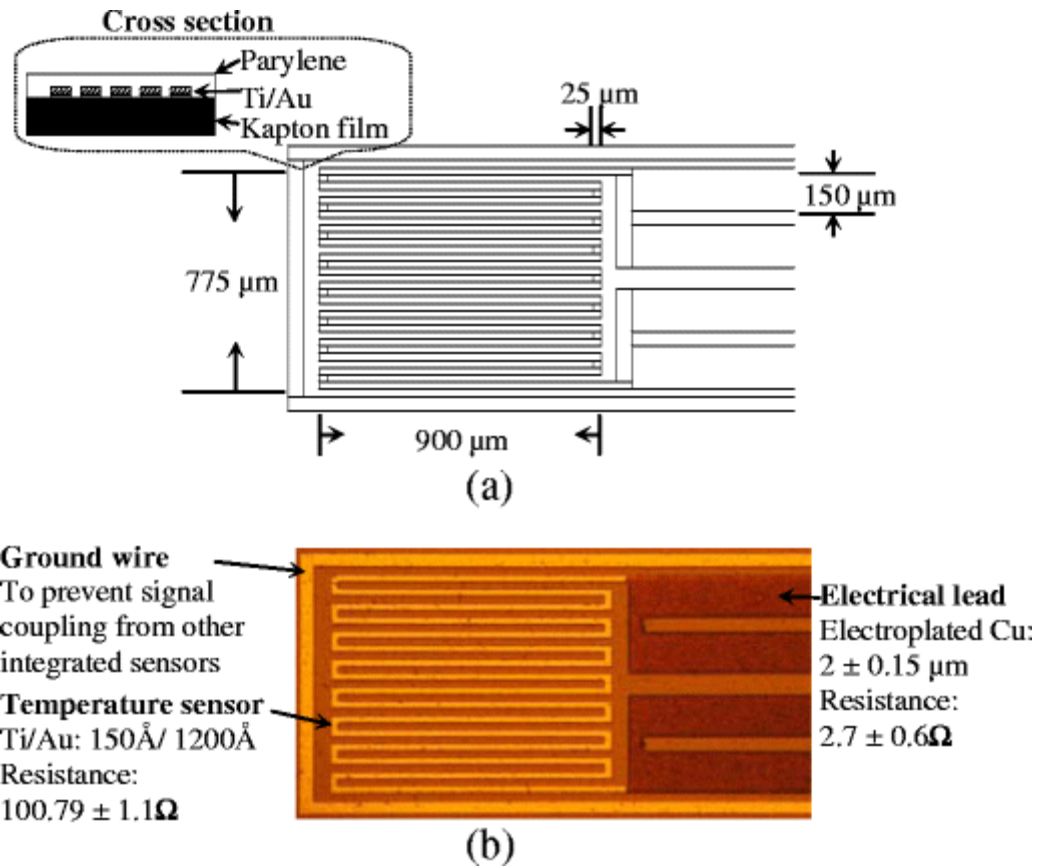 Cross section
Parylene
Ti/Au
Kapton film
25 μm
150 μm
775 μm
900 μm
(a)
Ground wire
To prevent signal
coupling from other
integrated sensors
Temperature sensor
Ti/Au: 150Å/ 1200Å
Resistance:
100.79 ± 1.1Ω
Electrical lead
Electroplated Cu:
2 ± 0.15 μm
Resistance:
2.7 ± 0.6Ω
(b)